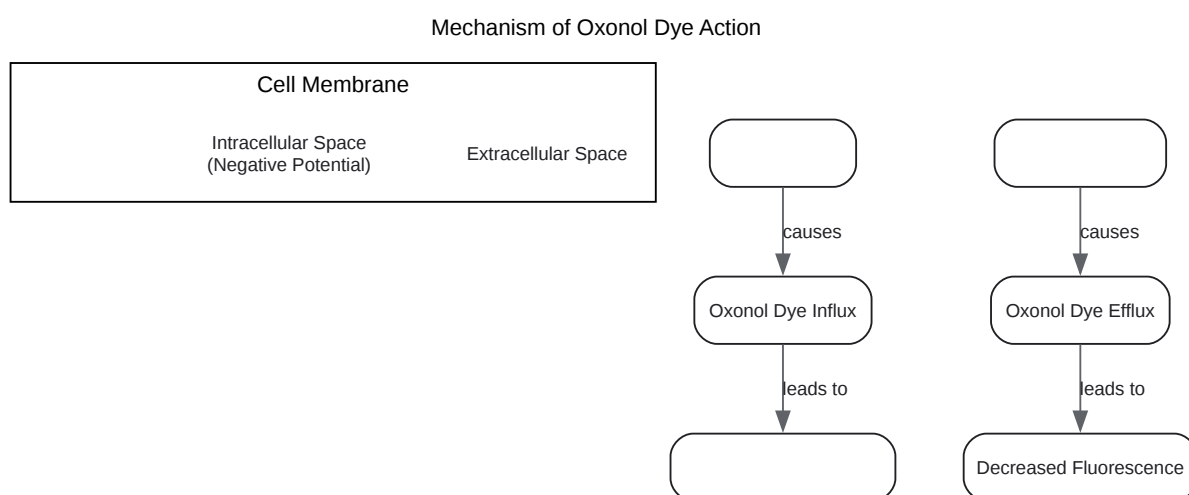 Mechanism of Oxonol Dye Action
Cell Membrane
Intracellular Space
(Negative Potential)
Extracellular Space
causes
causes
Oxonol Dye Influx
Oxonol Dye Efflux
leads to
leads to
Decreased Fluorescence